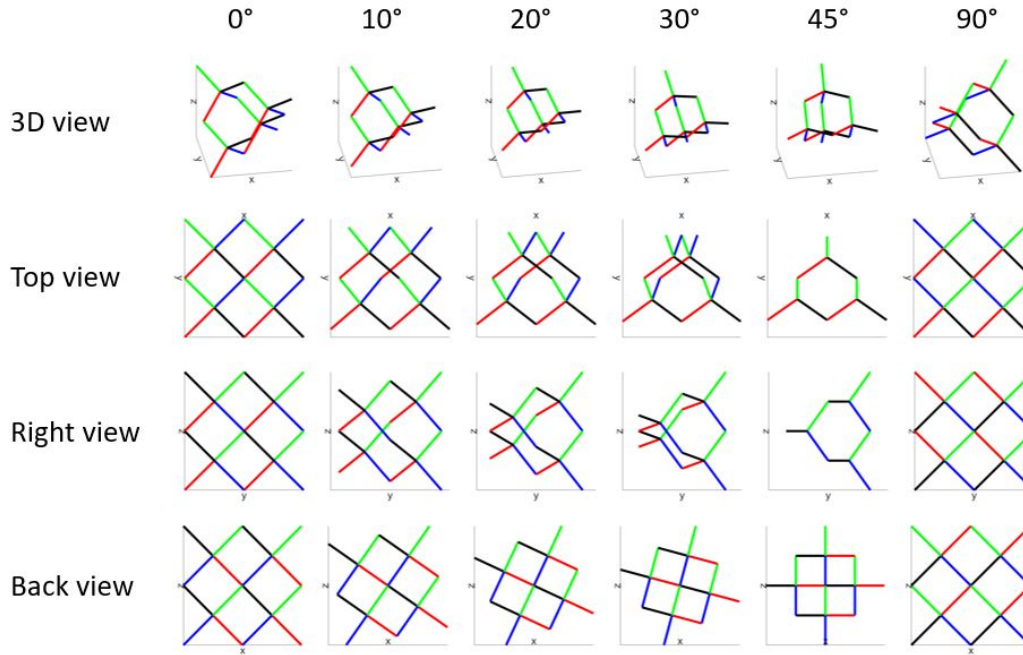 0° 10° 20° 30° 45° 90°
3D view
z z z z z z
y y y y y y
x x x x x x
x x x x x
Top view
y y y y y y
Right view
z z z z z z
y y y y y y
Back view
z z z z z z
x x x x x x